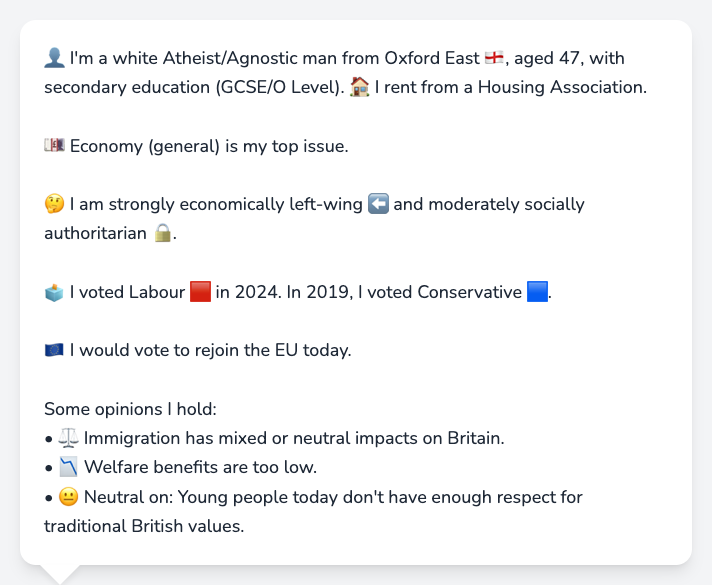 👤 I'm a white Atheist/Agnostic man from Oxford East 🏴󠁧󠁢󠁥󠁮󠁧󠁿, aged 47, with
secondary education (GCSE/O Level). 🏠 I rent from a Housing Association.
💷 Economy (general) is my top issue.
🤔 I am strongly economically left-wing ⬅️ and moderately socially
authoritarian 🔒.
🗳️ I voted Labour 🟥 in 2024. In 2019, I voted Conservative 🟦.
🇪🇺 I would vote to rejoin the EU today.
Some opinions I hold:
• ⚖️ Immigration has mixed or neutral impacts on Britain.
• 📉 Welfare benefits are too low.
• 😐 Neutral on: Young people today don't have enough respect for
traditional British values.